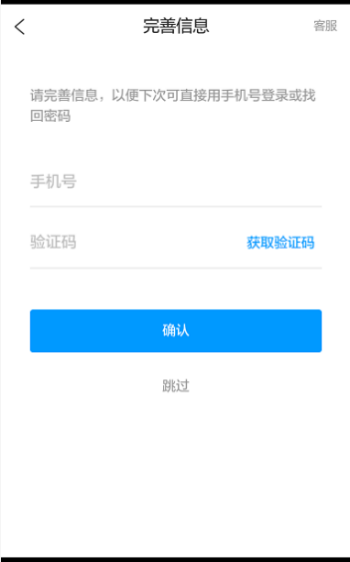 完善信息
客服
请完善信息，以便下次可直接用手机号登录或找
回密码
手机号
验证码
获取验证码
确认
跳过